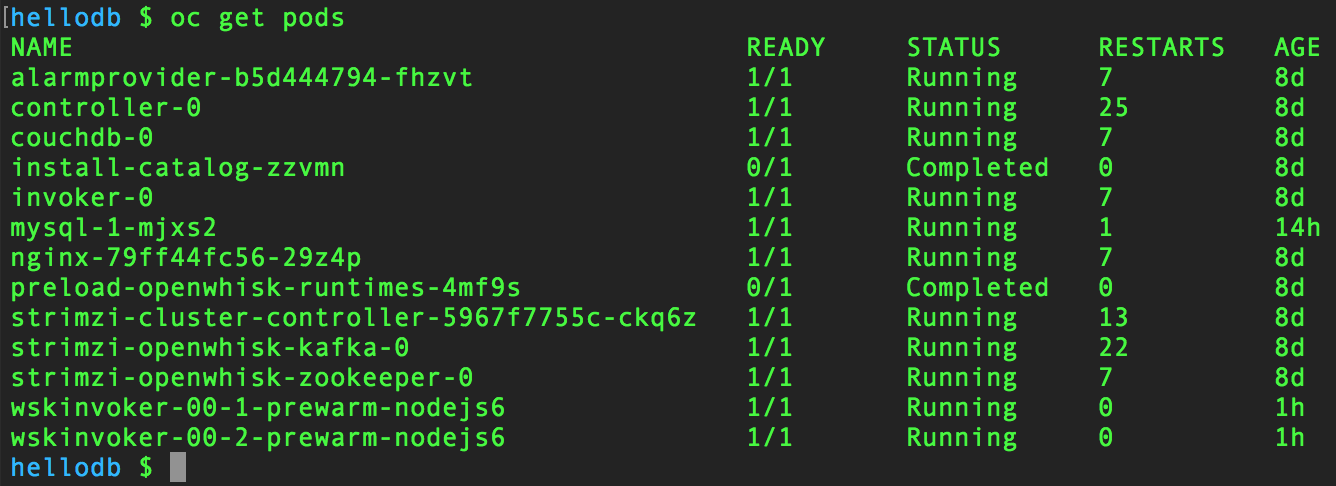 [hellodb $ oc get pods
NAME READY STATUS RESTARTS AGE
alarmprovider-b5d444794-fhzvt 1/1 Running 7 8d
controller-0 1/1 Running 25 8d
couchdb-0 1/1 Running 7 8d
install-catalog-zzvmn 0/1 Completed 0 8d
invoker-0 1/1 Running 7 8d
mysql-1-mjxs2 1/1 Running 1 14h
nginx-79ff44fc56-29z4p 1/1 Running 7 8d
preload-openwhisk-runtimes-4mf9s 0/1 Completed 0 8d
strimzi-cluster-controller-5967f7755c-ckq6z 1/1 Running 13 8d
strimzi-openwhisk-kafka-0 1/1 Running 22 8d
strimzi-openwhisk-zookeeper-0 1/1 Running 7 8d
wskinvoker-00-1-prewarm-nodejs6 1/1 Running 0 1h
wskinvoker-00-2-prewarm-nodejs6 1/1 Running 0 1h
hellodb $